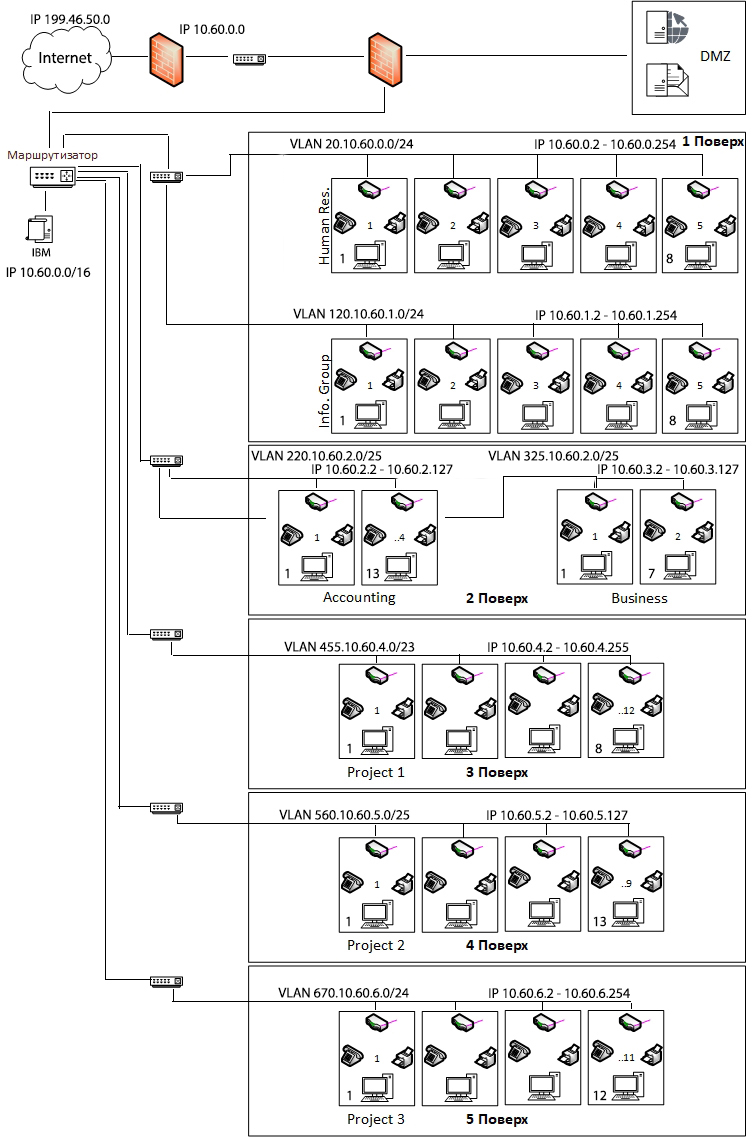 IP 199.46.50.0
IP 10.60.0.0
Internet
DMZ
Маршрутизатор
IBM
IP 10.60.0.0/16
VLAN 20.10.60.0.0/24
IP 10.60.0.2 - 10.60.0.254
1 Поверх
Human Res.
1
2
3
4
5
1
8
VLAN 120.10.60.1.0/24
IP 10.60.1.2 - 10.60.1.254
Info. Group
1
2
3
4
5
1
8
VLAN 220.10.60.2.0/25
IP 10.60.2.2 - 10.60.2.127
VLAN 325.10.60.2.0/25
IP 10.60.3.2 - 10.60.3.127
1
..4
1
2
1
13
1
7
Accounting
2 Поверх
Business
VLAN 455.10.60.4.0/23
IP 10.60.4.2 - 10.60.4.255
1
..12
1
8
Project 1
3 Поверх
VLAN 560.10.60.5.0/25
IP 10.60.5.2 - 10.60.5.127
1
..9
1
13
Project 2
4 Поверх
VLAN 670.10.60.6.0/24
IP 10.60.6.2 - 10.60.6.254
1
..11
1
12
Project 3
5 Поверх